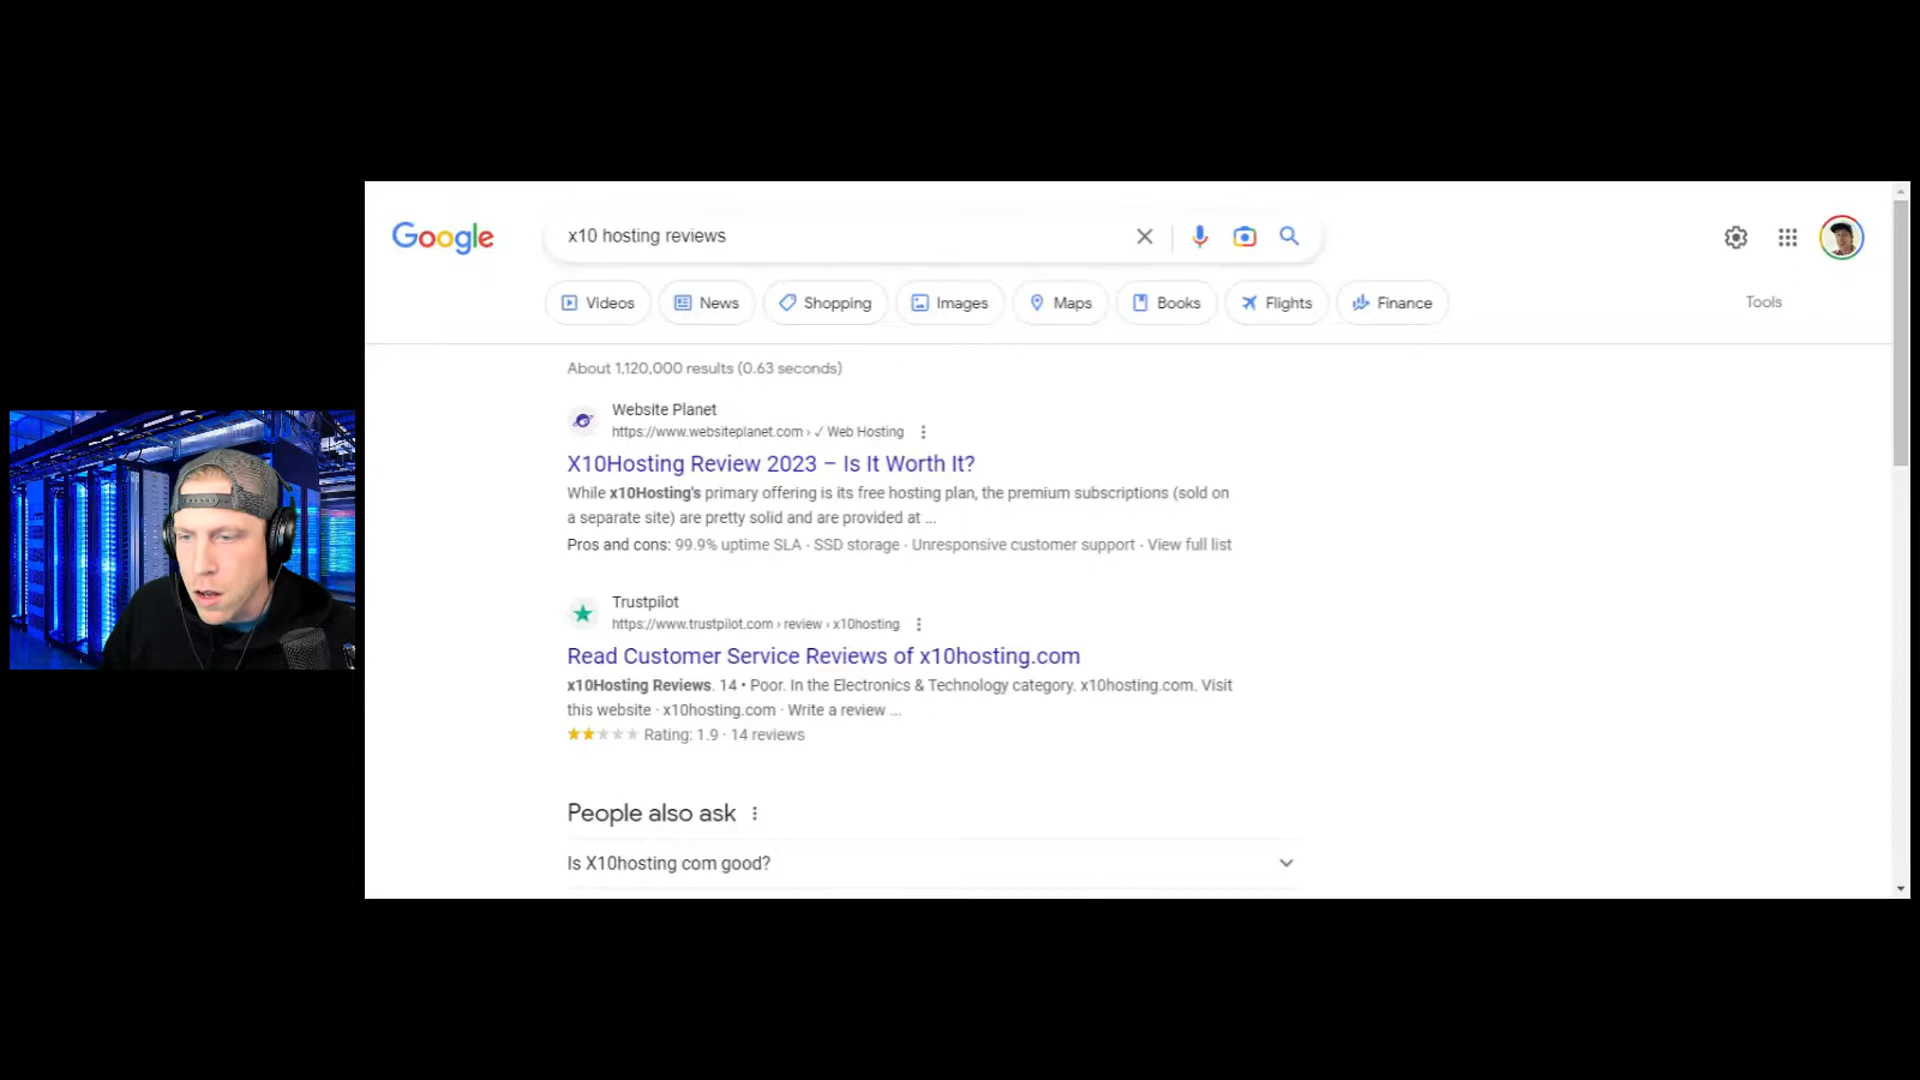 Google
x10 hosting reviews
Videos
News
Shopping
Images
Maps
Books
Flights
Finance
Tools
About 1,120,000 results (0.63 seconds)
Website Planet
https://www.websiteplanet.com › ✓ Web Hosting
X10Hosting Review 2023 – Is It Worth It?
While x10Hosting's primary offering is its free hosting plan, the premium subscriptions (sold on
a separate site) are pretty solid and are provided at ...
Pros and cons: 99.9% uptime SLA · SSD storage · Unresponsive customer support · View full list
Trustpilot
https://www.trustpilot.com › review › x10hosting
Read Customer Service Reviews of x10hosting.com
x10Hosting Reviews. 14 • Poor. In the Electronics & Technology category. x10hosting.com. Visit
this website · x10hosting.com · Write a review ...
Rating: 1.9 · 14 reviews
People also ask
Is X10hosting com good?